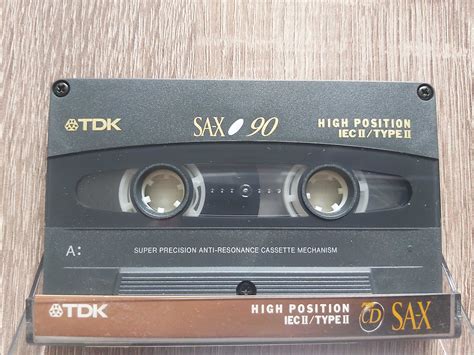 TDK SA-X 90 HIGH POSITION
IEC II / TYPE II
A: SUPER PRECISION ANTI-RESONANCE CASSETTE MECHANISM
TDK HIGH POSITION CD SA-X
IEC II / TYPE II